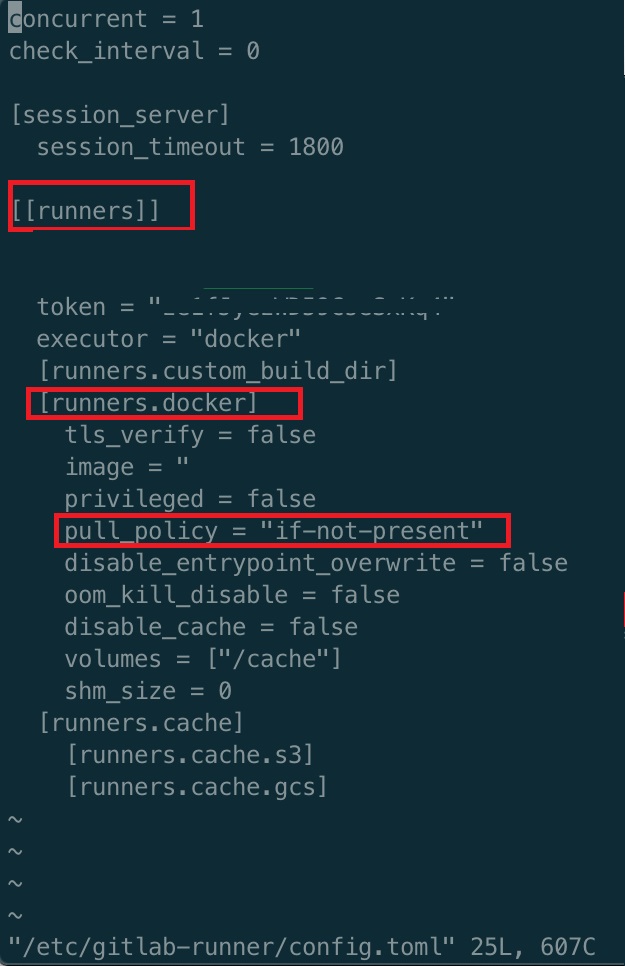 concurrent = 1
check_interval = 0
[session_server]
session_timeout = 1800
[[runners]]
token = "
executor = "docker"
[runners.custom_build_dir]
[runners.docker]
tls_verify = false
image = "
privileged = false
pull_policy = "if-not-present"
disable_entrypoint_overwrite = false
oom_kill_disable = false
disable_cache = false
volumes = ["/cache"]
shm_size = 0
[runners.cache]
[runners.cache.s3]
[runners.cache.gcs]
~
~
~
~
"/etc/gitlab-runner/config.toml" 25L, 607C